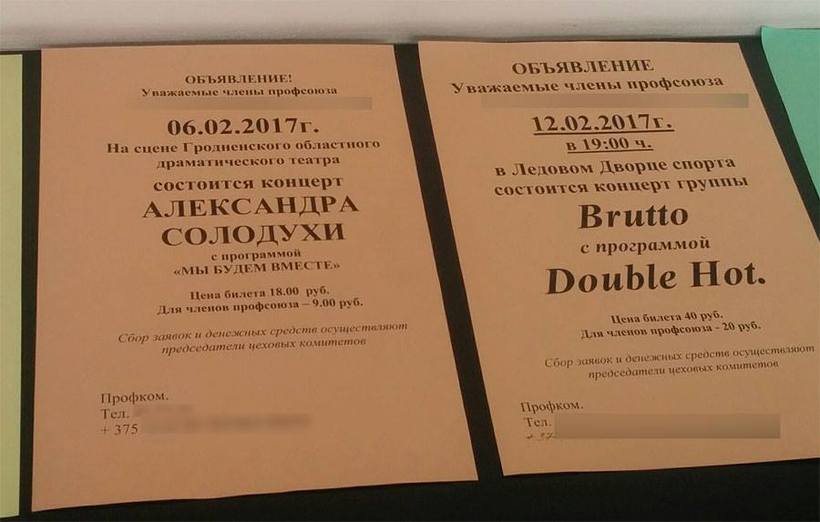 ОБЪЯВЛЕНИЕ!
Уважаемые члены профсоюза
06.02.2017г.
На сцене Гродненского областного
драматического театра
состоится концерт
АЛЕКСАНДРА
СОЛОДУХИ
с программой
«МЫ БУДЕМ ВМЕСТЕ»
Цена билета 18.00 руб.
Для членов профсоюза – 9.00 руб.
Сбор заявок и денежных средств осуществляют
председатели цеховых комитетов
Профком.
Тел.
+ 375
ОБЪЯВЛЕНИЕ
Уважаемые члены профсоюза
12.02.2017г.
в 19:00 ч.
в Ледовом Дворце спорта
состоится концерт группы
Brutto
с программой
Double Hot.
Цена билета 40 руб.
Для членов профсоюза - 20 руб.
Сбор заявок и денежных средств осуществляют
председатели цеховых комитетов
Профком.
Тел.